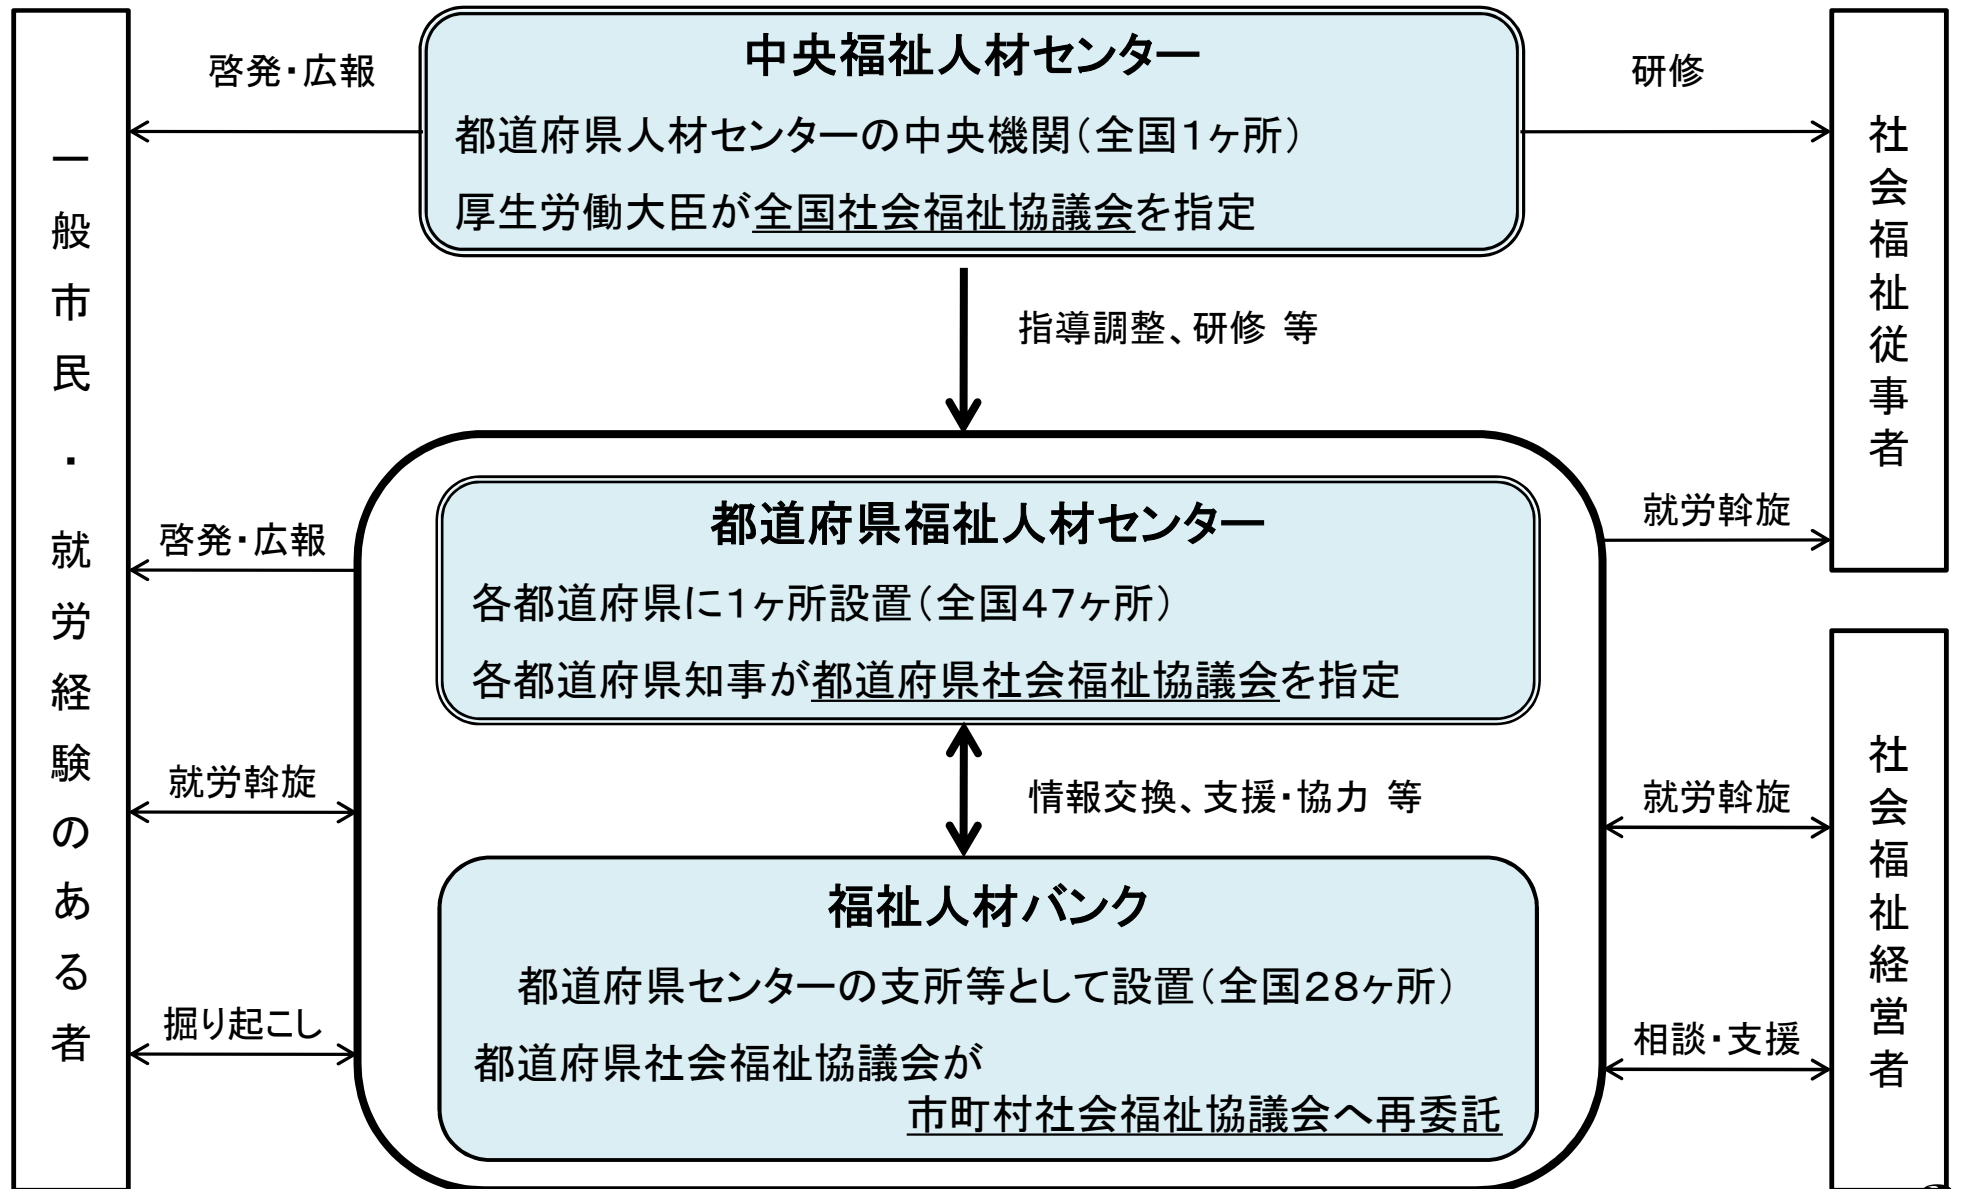 一般市民・就労経験のある者
啓発・広報
中央福祉人材センター
都道府県人材センターの中央機関(全国1ヶ所)
厚生労働大臣が全国社会福祉協議会を指定
研修
社会福祉従事者
指導調整、研修 等
啓発・広報
都道府県福祉人材センター
各都道府県に1ヶ所設置(全国47ヶ所)
各都道府県知事が都道府県社会福祉協議会を指定
就労斡旋
就労斡旋
情報交換、支援・協力 等
就労斡旋
社会福祉経営者
福祉人材バンク
都道府県センターの支所等として設置(全国28ヶ所)
都道府県社会福祉協議会が
市町村社会福祉協議会へ再委託
掘り起こし
相談・支援